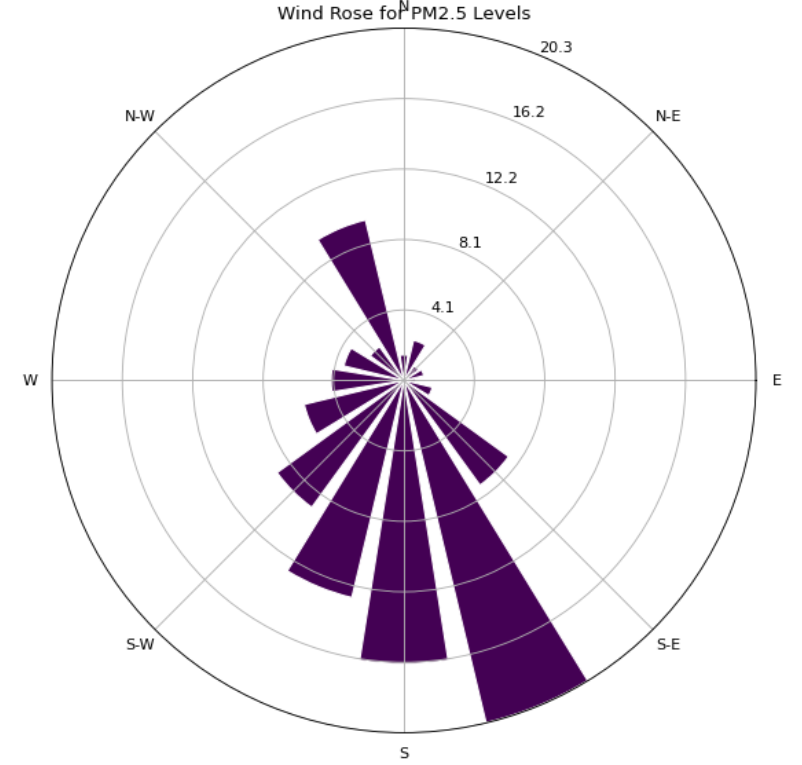 N
Wind Rose for PM2.5 Levels
20.3
N-W
16.2
N-E
12.2
8.1
4.1
W
E
S-W
S-E
S